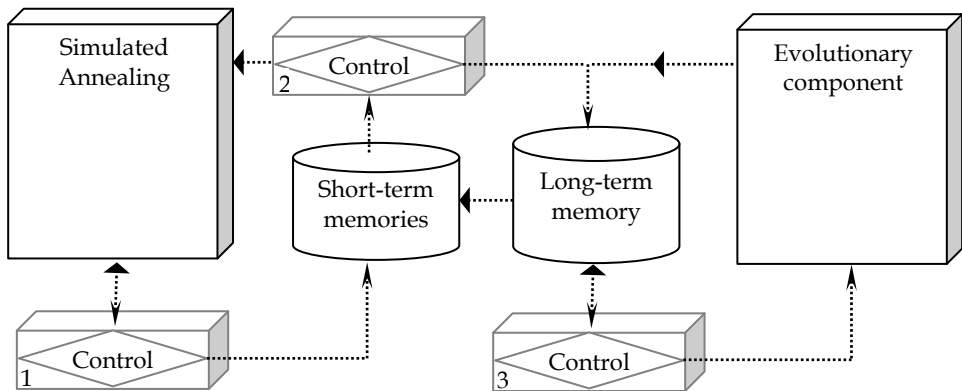 Simulated
Annealing
Control
2
Evolutionary
component
Short-term
memories
Long-term
memory
Control
1
Control
3